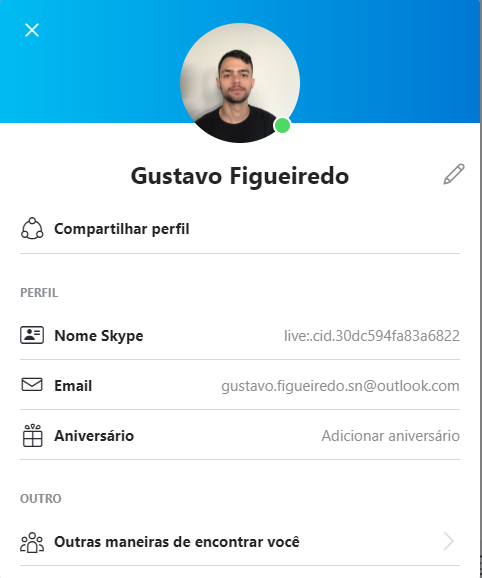 Gustavo Figueiredo
Compartilhar perfil
PERFIL
Nome Skype live:.cid.30dc594fa83a6822
Email gustavo.figueiredo.sn@outlook.com
Aniversário Adicionar aniversário
OUTRO
Outras maneiras de encontrar você